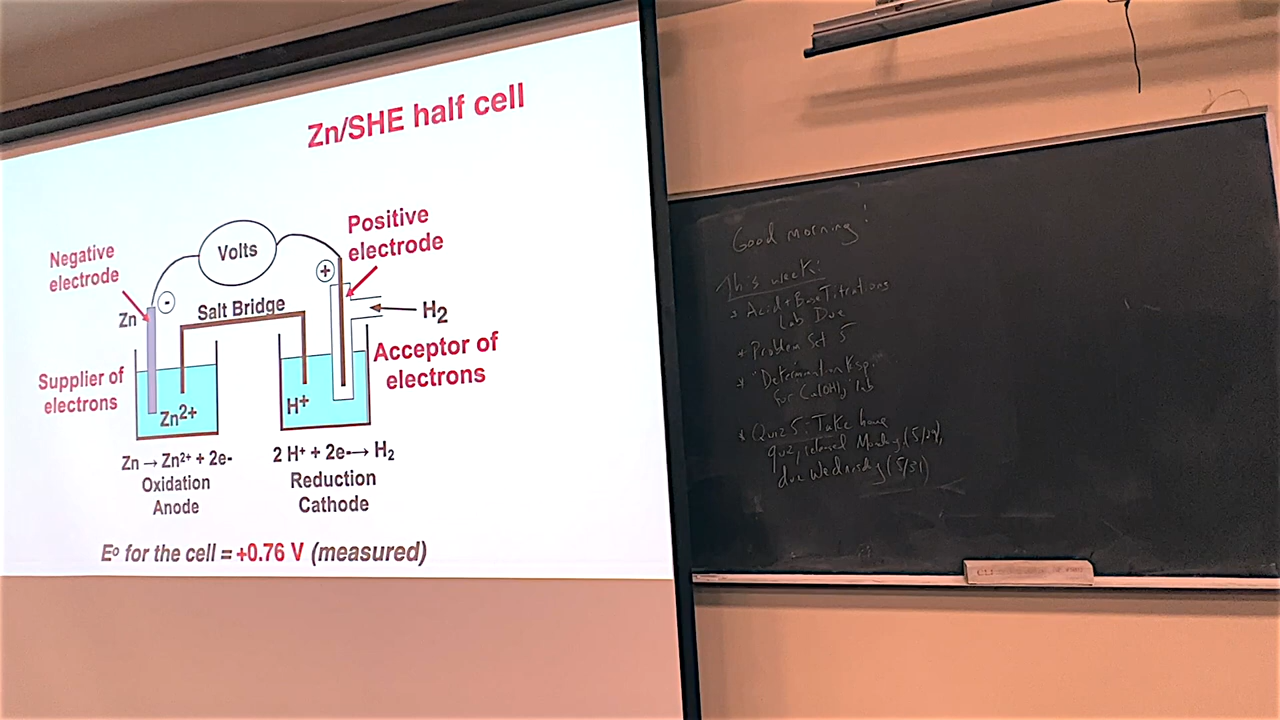 Zn/SHE half cell
Negative
electrode
Volts
Positive
electrode
-
+
Zn
Salt Bridge
H2
Supplier of
electrons
Acceptor of
electrons
Zn2+
H+
Zn → Zn2+ + 2e-
Oxidation
Anode
2 H+ + 2e-→ H2
Reduction
Cathode
Eo for the cell = +0.76 V (measured)
Good morning!
This week:
* Acid + Base Titrations
Lab Due
* Problem Set 5
* "Determination Ksp
for Ca(OH)2" lab
* Quiz 5: Take home
quiz, released Monday (5/29),
due Wednesday (5/31)